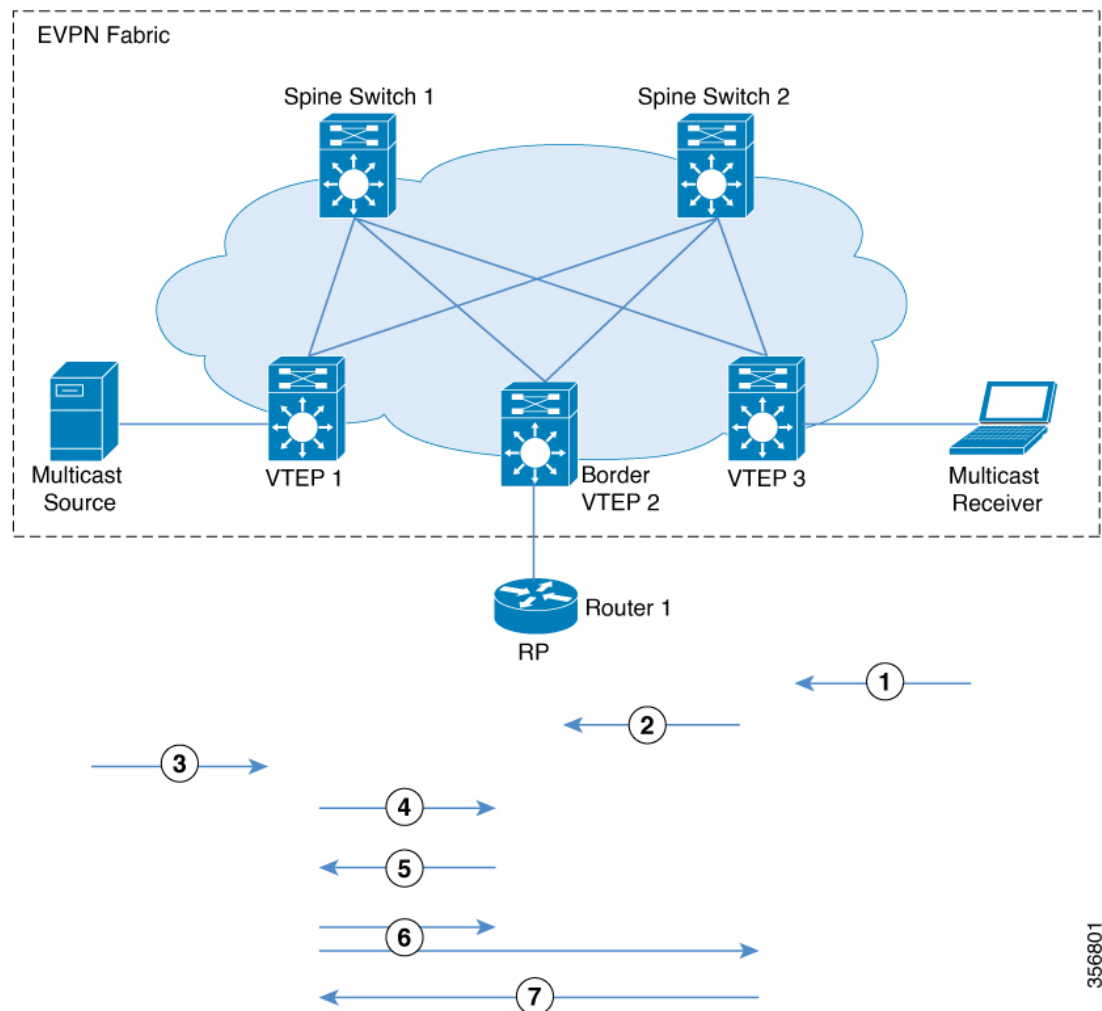 EVPN Fabric
Spine Switch 1
Spine Switch 2
Multicast
Source
VTEP 1
Border
VTEP 2
VTEP 3
Multicast
Receiver
Router 1
RP
1
2
3
4
5
6
7
356801